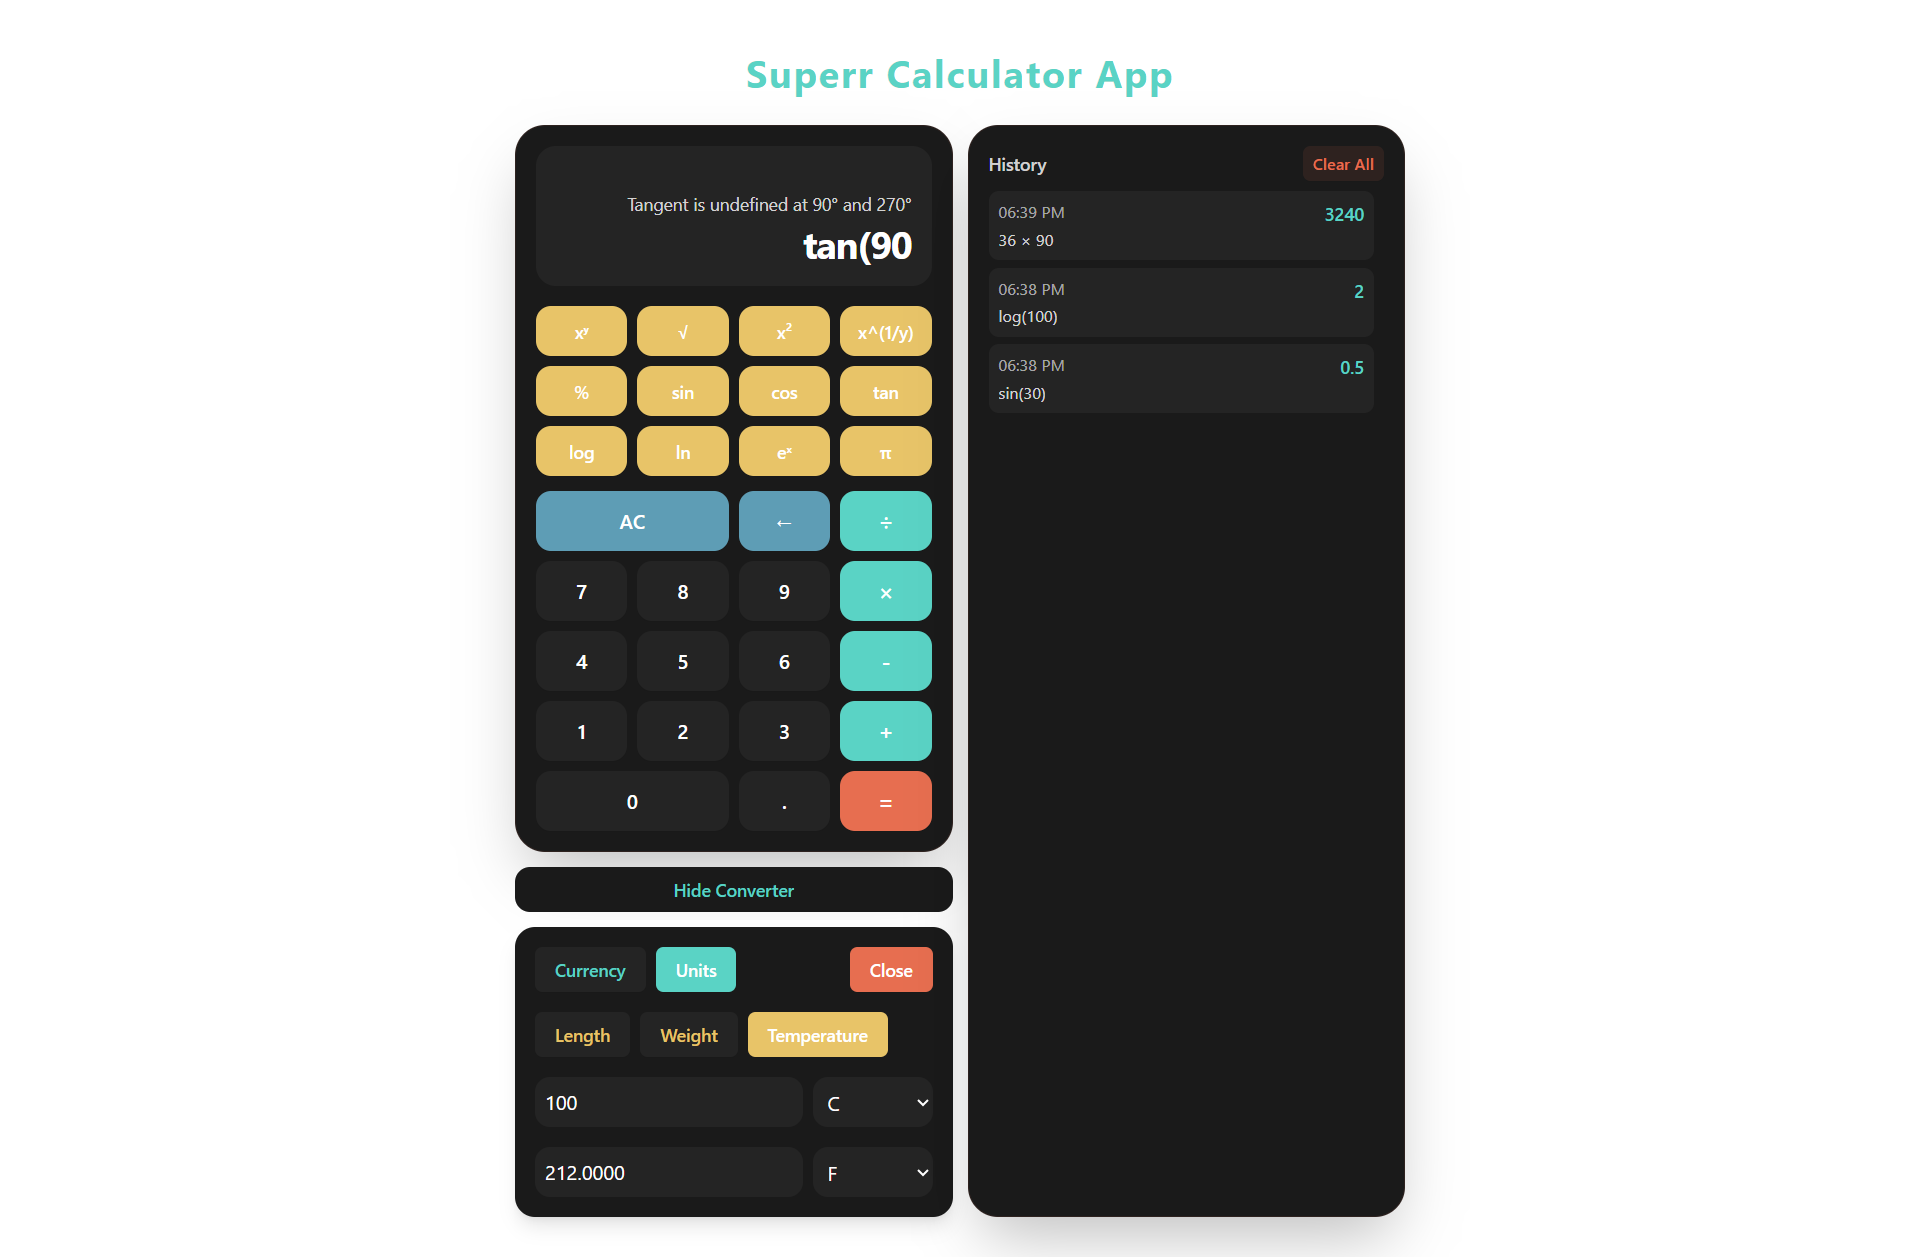 Superr Calculator App
Tangent is undefined at 90° and 270°
tan(90
xʸ √ x² x^(1/y)
% sin cos tan
log ln eˣ π
AC ← ÷
7 8 9 ×
4 5 6 -
1 2 3 +
0 . =
Hide Converter
Currency Units Close
Length Weight Temperature
100 C
212.0000 F
History Clear All
06:39 PM 3240
36 × 90
06:38 PM 2
log(100)
06:38 PM 0.5
sin(30)